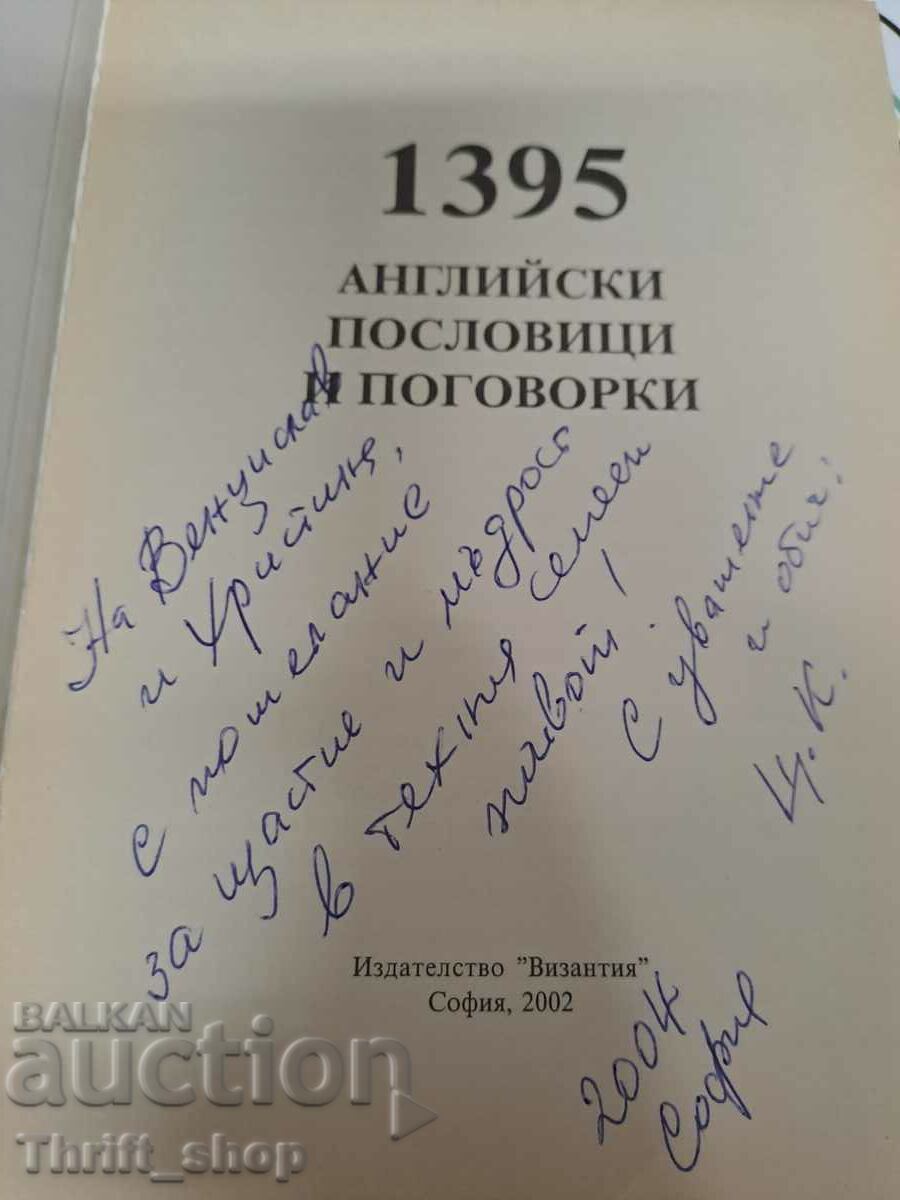 1395
АНГЛИЙСКИ
ПОСЛОВИЦИ
И ПОГОВОРКИ
На Венцислав
и Христина,
с пожелание
за щастие и мъдрост
в техния семеен
живот!
С уважение
и обич:
Ц. К.
Издателство "Византия"
София, 2002
2004
София
BALKAN
auction
Thrift_shop